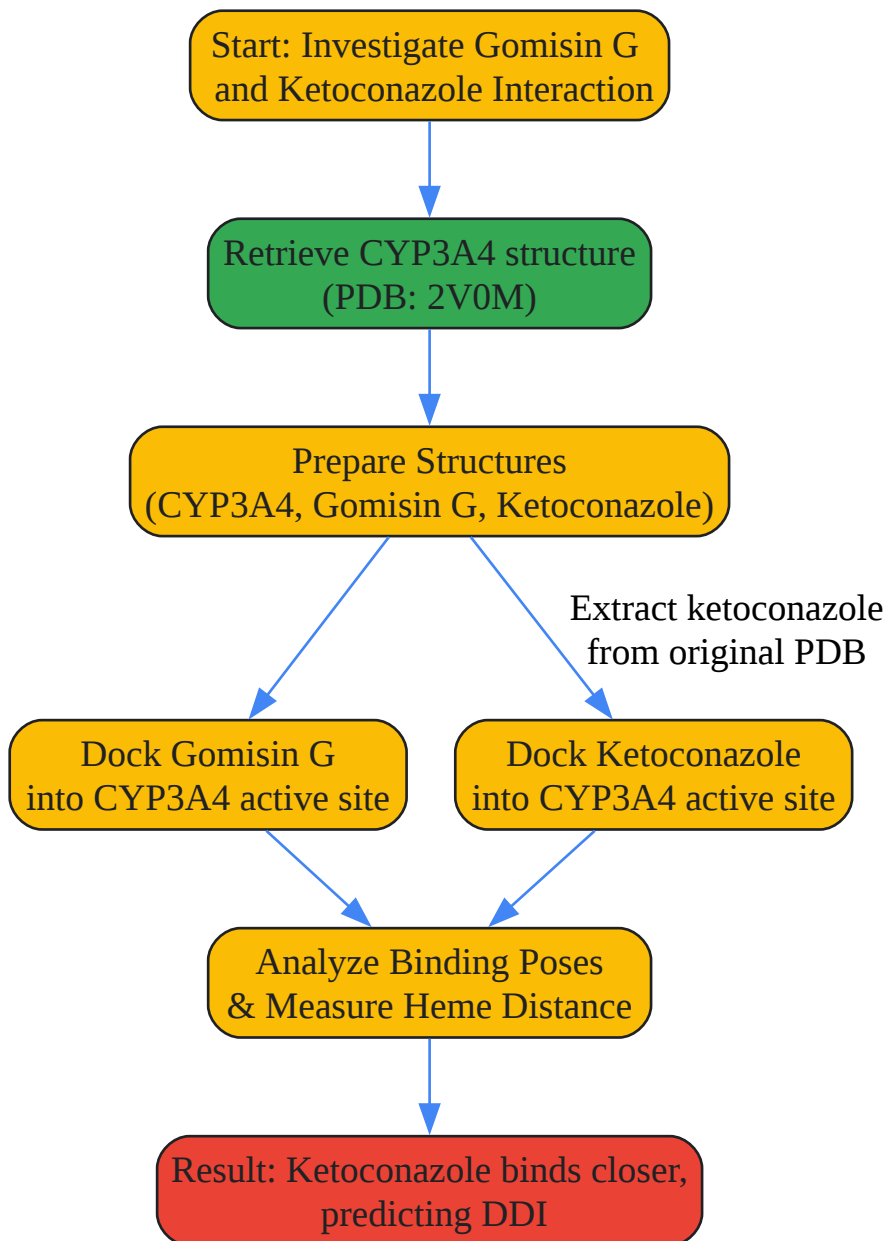 Start: Investigate Gomisin G
and Ketoconazole Interaction
Retrieve CYP3A4 structure
(PDB: 2V0M)
Prepare Structures
(CYP3A4, Gomisin G, Ketoconazole)
Extract ketoconazole
from original PDB
Dock Gomisin G
into CYP3A4 active site
Dock Ketoconazole
into CYP3A4 active site
Analyze Binding Poses
& Measure Heme Distance
Result: Ketoconazole binds closer,
predicting DDI